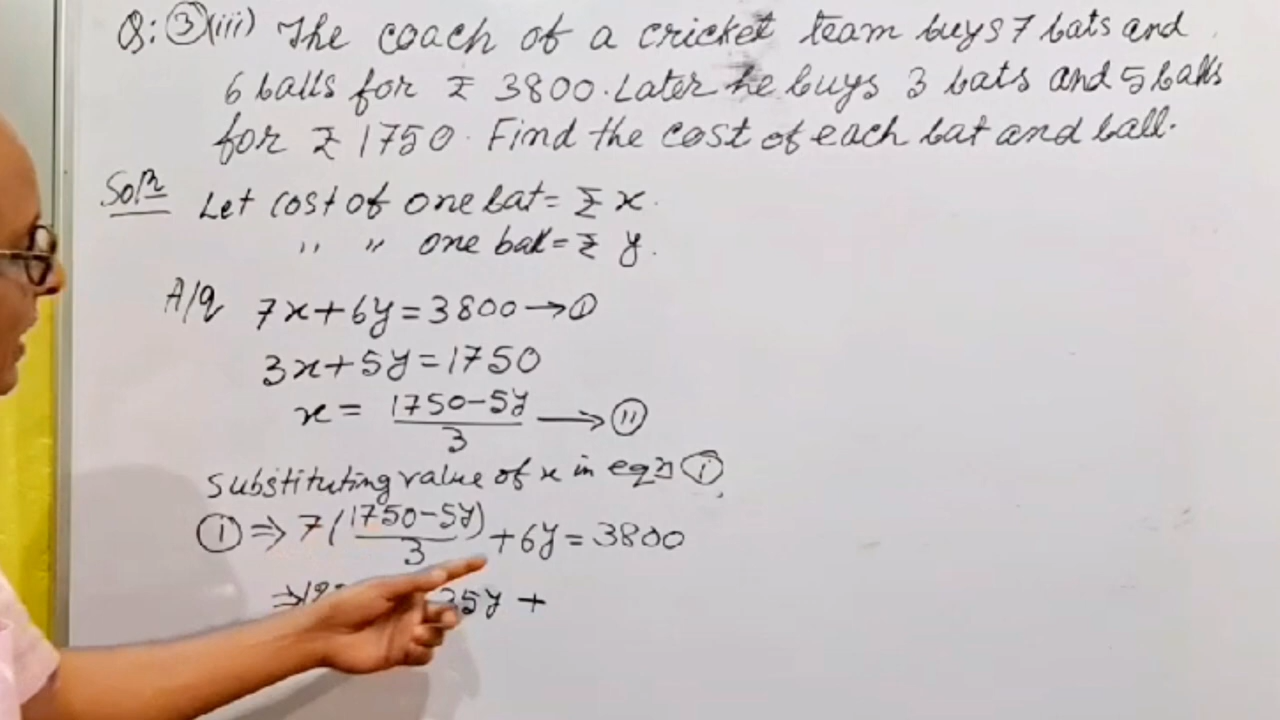 Q: ③(iii) The coach of a cricket team buys 7 bats and
6 balls for ₹ 3800. Later he buys 3 bats and 5 balls
for ₹ 1750. Find the cost of each bat and ball.
Solⁿ Let cost of one bat = ₹ x.
" " one ball = ₹ y.
A/q 7x+6y=3800→①
3x+5y=1750
x = (1750-5y)/3 → ⑪
Substituting value of x in eqn ①
① ⇒ 7((1750-5y)/3) + 6y = 3800
⇒ 35y +